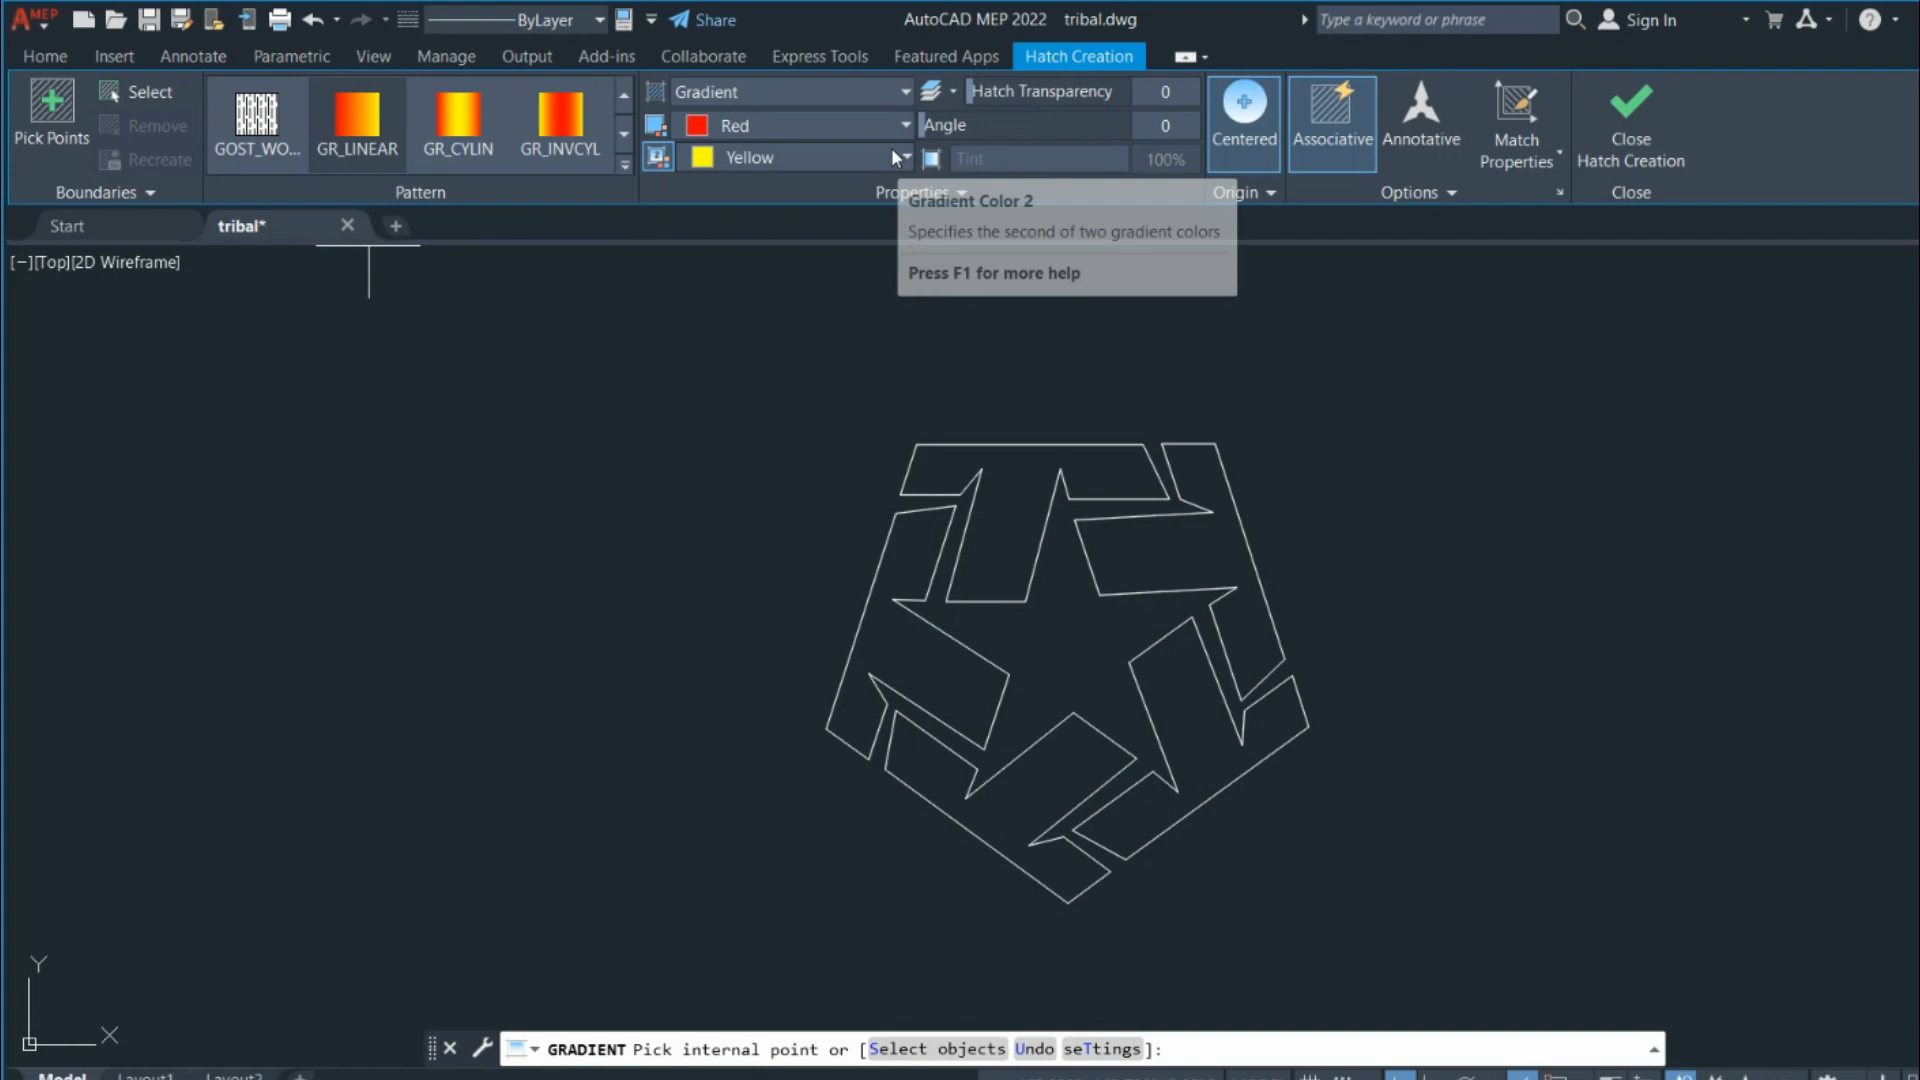 A MEP ByLayer Share AutoCAD MEP 2022 tribal.dwg Type a keyword or phrase Sign In ?
Home Insert Annotate Parametric View Manage Output Add-ins Collaborate Express Tools Featured Apps Hatch Creation
Pick Points
Select
Remove
Recreate
Boundaries
GOST_WO... GR_LINEAR GR_CYLIN GR_INVCYL
Pattern
Gradient
Red
Yellow
Hatch Transparency 0
Angle 0
Tint 100%
Properties
Centered
Origin
Associative
Annotative
Match
Properties
Options
Close
Hatch Creation
Close
Gradient Color 2
Specifies the second of two gradient colors
Press F1 for more help
Start tribal* +
[−][Top][2D Wireframe]
Y
X
GRADIENT Pick internal point or [Select objects Undo seTtings]:
Model Layout1 Layout2 +